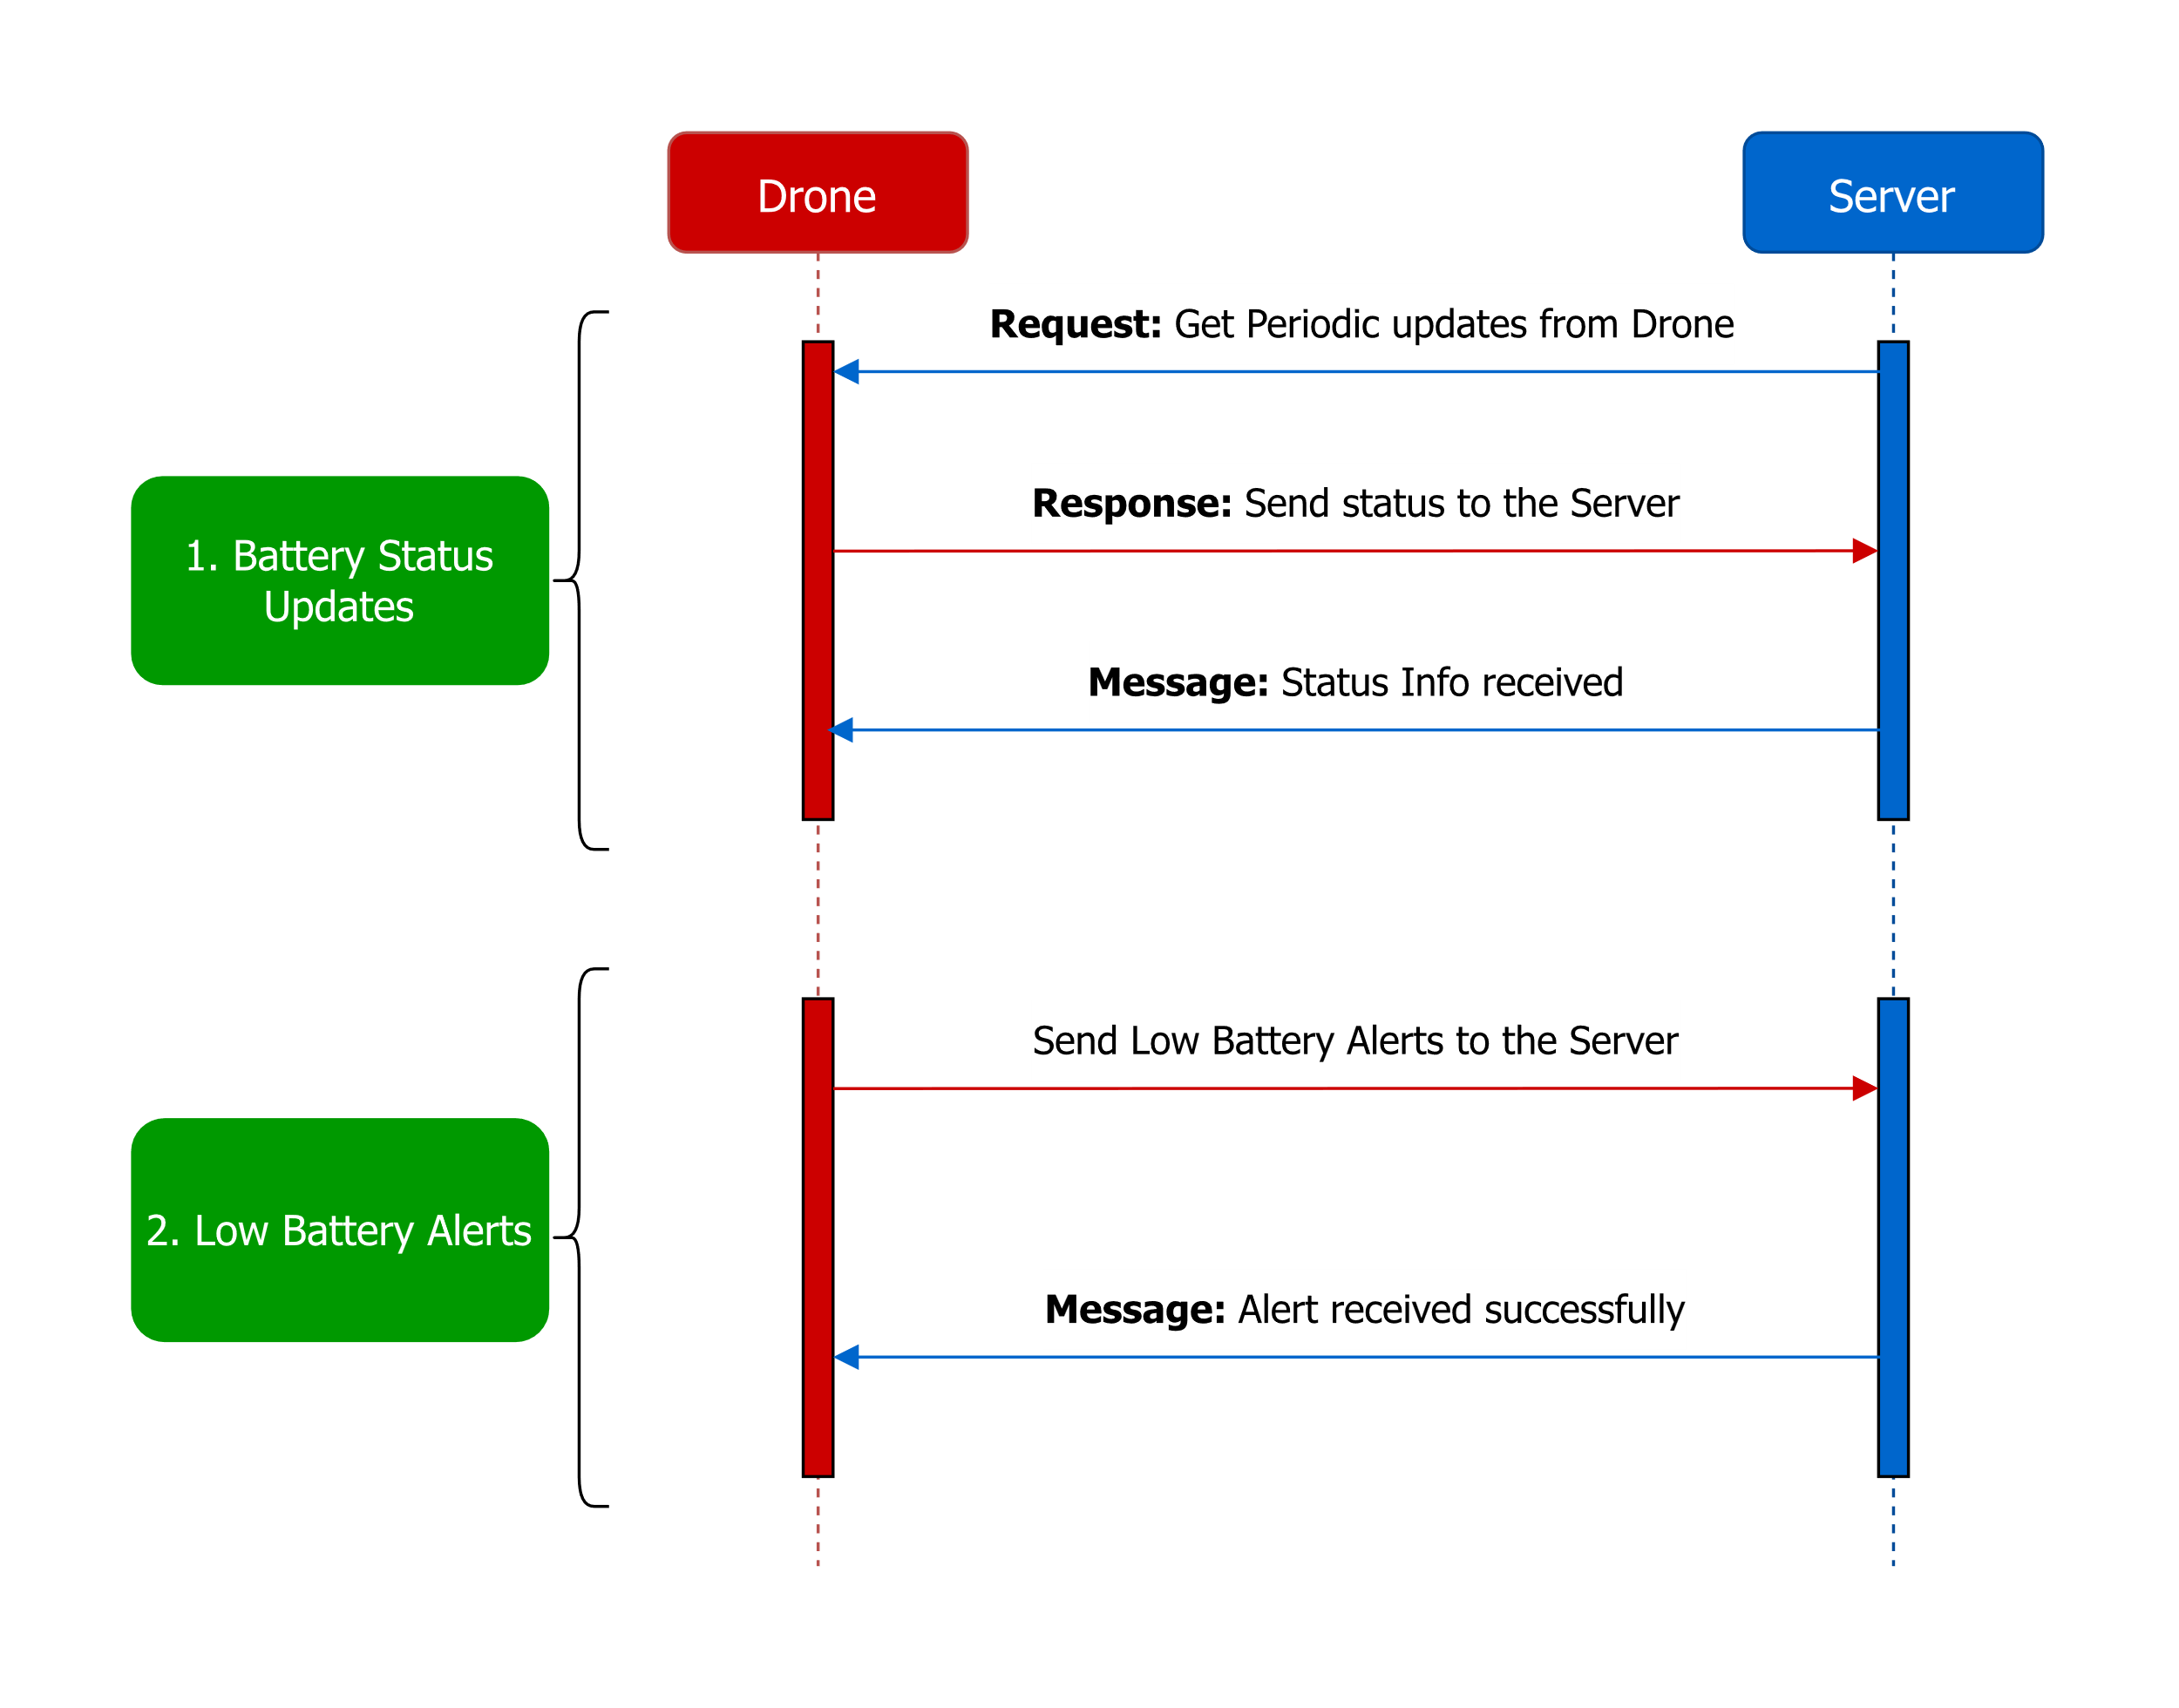 Drone
Server
Request: Get Periodic updates from Drone
Response: Send status to the Server
1. Battery Status
Updates
Message: Status Info received
Send Low Battery Alerts to the Server
2. Low Battery Alerts
Message: Alert received successfully